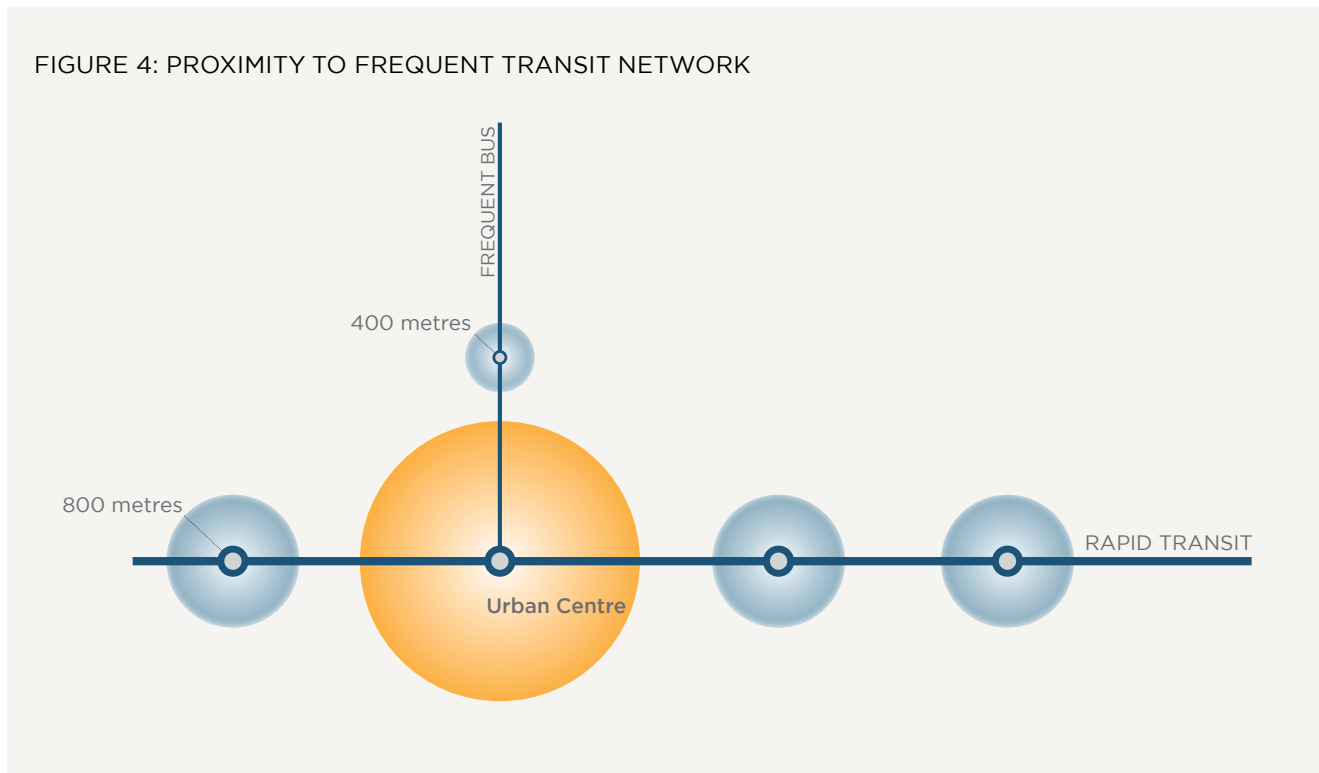 FIGURE 4: PROXIMITY TO FREQUENT TRANSIT NETWORK
FREQUENT BUS
400 metres
800 metres
RAPID TRANSIT
Urban Centre